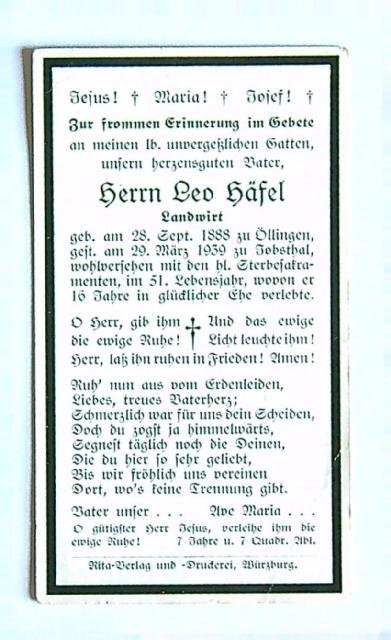 Jesus! † Maria! † Josef! †
Zur frommen Erinnerung im Gebete
an meinen lb. unvergeßlichen Gatten,
unsern herzensguten Vater,
Herrn Leo Häfel
Landwirt
geb. am 28. Sept. 1888 zu Öllingen,
gest. am 29. März 1939 zu Jobsthal,
wohlversehen mit den hl. Sterbesakra-
menten, im 51. Lebensjahr, wovon er
16 Jahre in glücklicher Ehe verlebte.
O Herr, gib ihm † Und das ewige
die ewige Ruhe! Licht leuchte ihm!
Herr, laß ihn ruhen in Frieden! Amen!
Ruh' nun aus vom Erdenleiden,
Liebes, treues Vaterherz;
Schmerzlich war für uns dein Scheiden,
Doch du zogst ja himmelwärts,
Segnest täglich noch die Deinen,
Die du hier so sehr geliebt,
Bis wir fröhlich uns vereinen
Dort, wo's keine Trennung gibt.
Vater unser . . . Ave Maria . . .
O gütigster Herr Jesus, verleihe ihm die
ewige Ruhe! 7 Jahre u. 7 Quadr. Abl.
Rita-Verlag und -Druckerei, Würzburg.